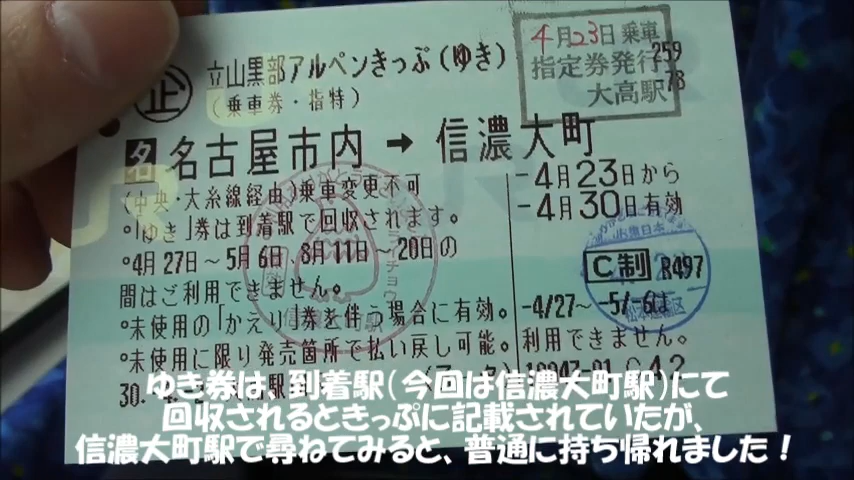 4月23日乗車
指定券発行
大高駅
259
73
企 立山黒部アルペンきっぷ(ゆき)
(乗車券・指特)
名 名古屋市内 → 信濃大町
(中央・大糸線経由)乗車変更不可
-4月23日から
-4月30日有効
°「ゆき」券は到着駅で回収されます。
°4月27日~5月6日、8月11日~20日の
間はご利用できません。
C制 R497
°未使用の「かえり」券を伴う場合に有効。
-4/27~ -5/-6は
°未使用に限り発売箇所で払い戻し可能。
利用できません。
30.
ゆき券は、到着駅(今回は信濃大町駅)にて
回収されるときっぷに記載されていたが、
信濃大町駅で尋ねてみると、普通に持ち帰れました!